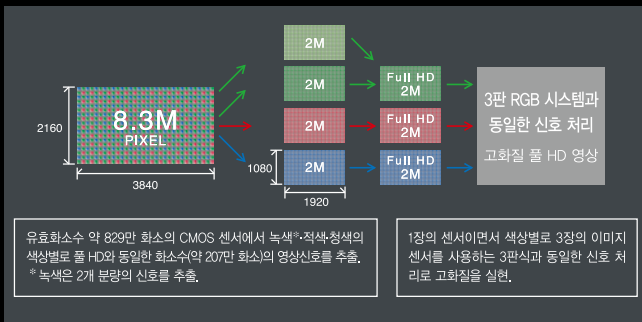 2M
2M
Full HD
2M
8.3M
PIXEL
2160
3840
2M
Full HD
2M
2M
Full HD
2M
1080
1920
3판 RGB 시스템과
동일한 신호 처리
고화질 풀 HD 영상
유효화소수 약 829만 화소의 CMOS 센서에서 녹색*·적색·청색의
색상별로 풀 HD와 동일한 화소수(약 207만 화소)의 영상신호를 추출.
* 녹색은 2개 분량의 신호를 추출.
1장의 센서이면서 색상별로 3장의 이미지
센서를 사용하는 3판식과 동일한 신호 처
리로 고화질을 실현.